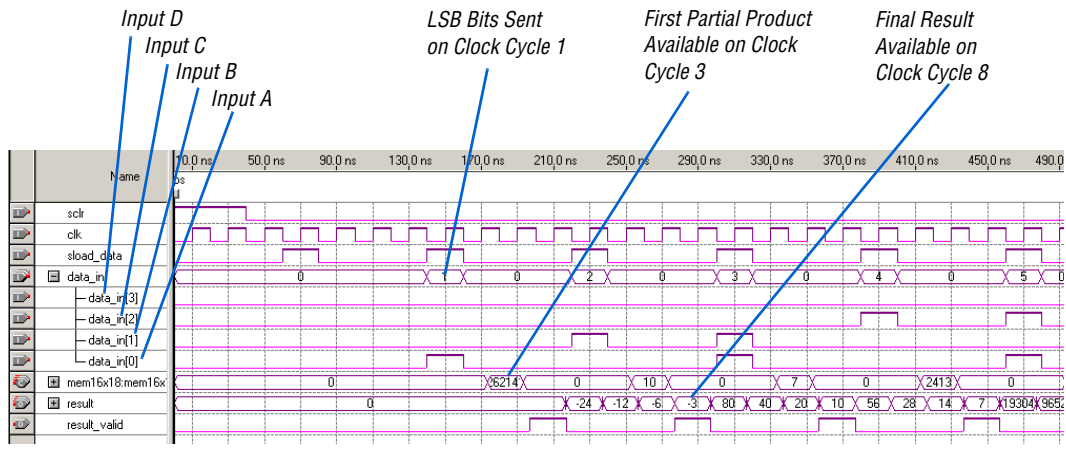 Input D
Input C
Input B
Input A
LSB Bits Sent
on Clock Cycle 1
First Partial Product
Available on Clock
Cycle 3
Final Result
Available on
Clock Cycle 8
Name
10,0 ns 50,0 ns 90,0 ns 130,0 ns 170,0 ns 210,0 ns 250,0 ns 290,0 ns 330,0 ns 370,0 ns 410,0 ns 450,0 ns 490.0
ps
sclr
clk
sload_data
data_in 0 1 0 2 0 3 0 4 0 5 0
data_in[3]
data_in[2]
data_in[1]
data_in[0]
mem16x18:mem16x 0 26214 0 10 0 7 0 2413 0
result 0 -24 -12 -6 -3 80 40 20 10 56 28 14 7 19304 9652
result_valid